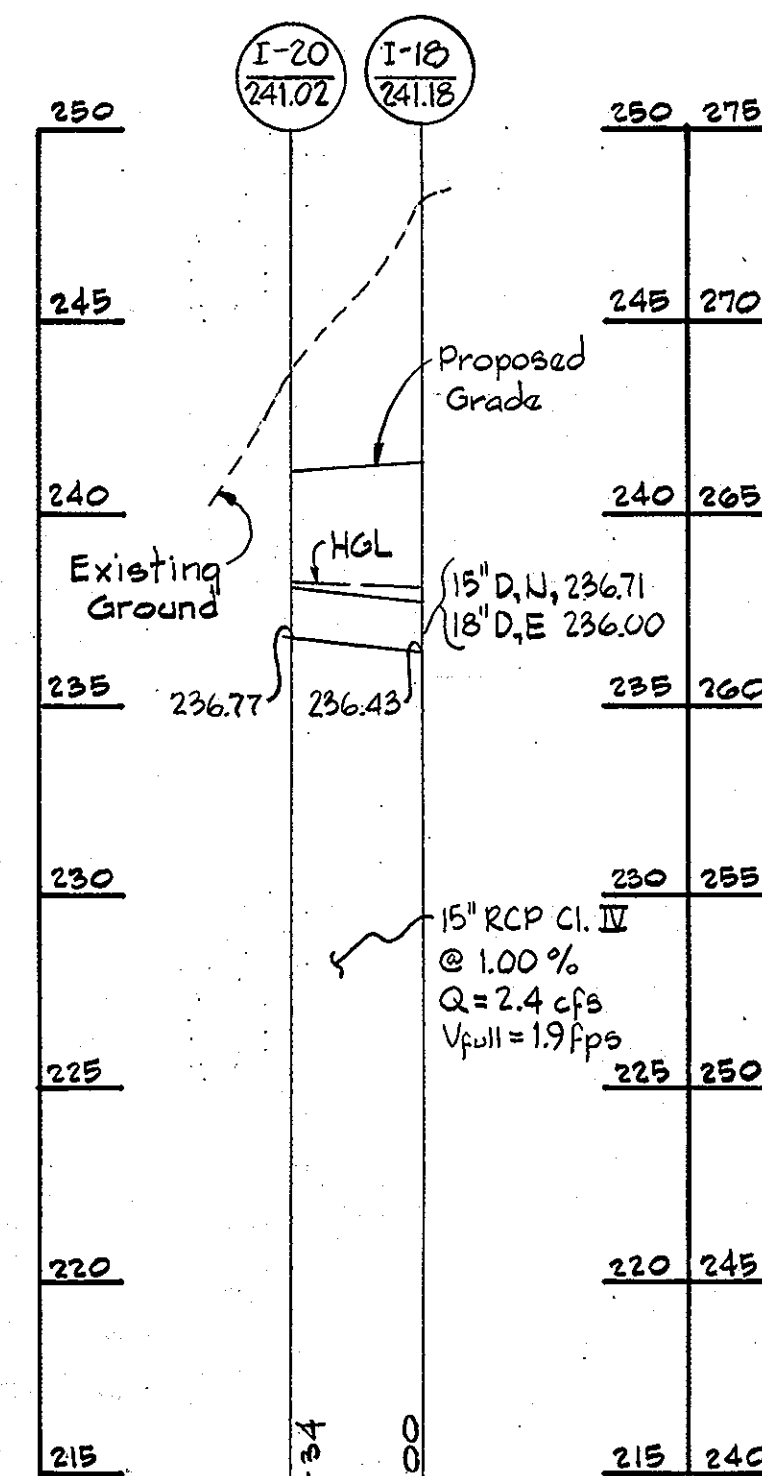 I-20
241.02
I-18
241.18
250
250 275
245
245 270
Proposed
Grade
240
240 265
HGL
Existing
Ground
15" D, N, 236.71
18" D, E 236.00
235
236.77
236.43
235 260
230
230 255
15" RCP Cl. IV
@ 1.00 %
Q = 2.4 cfs
Vfull = 1.9 fps
225
225 250
220
220 245
34
00
215
215 240